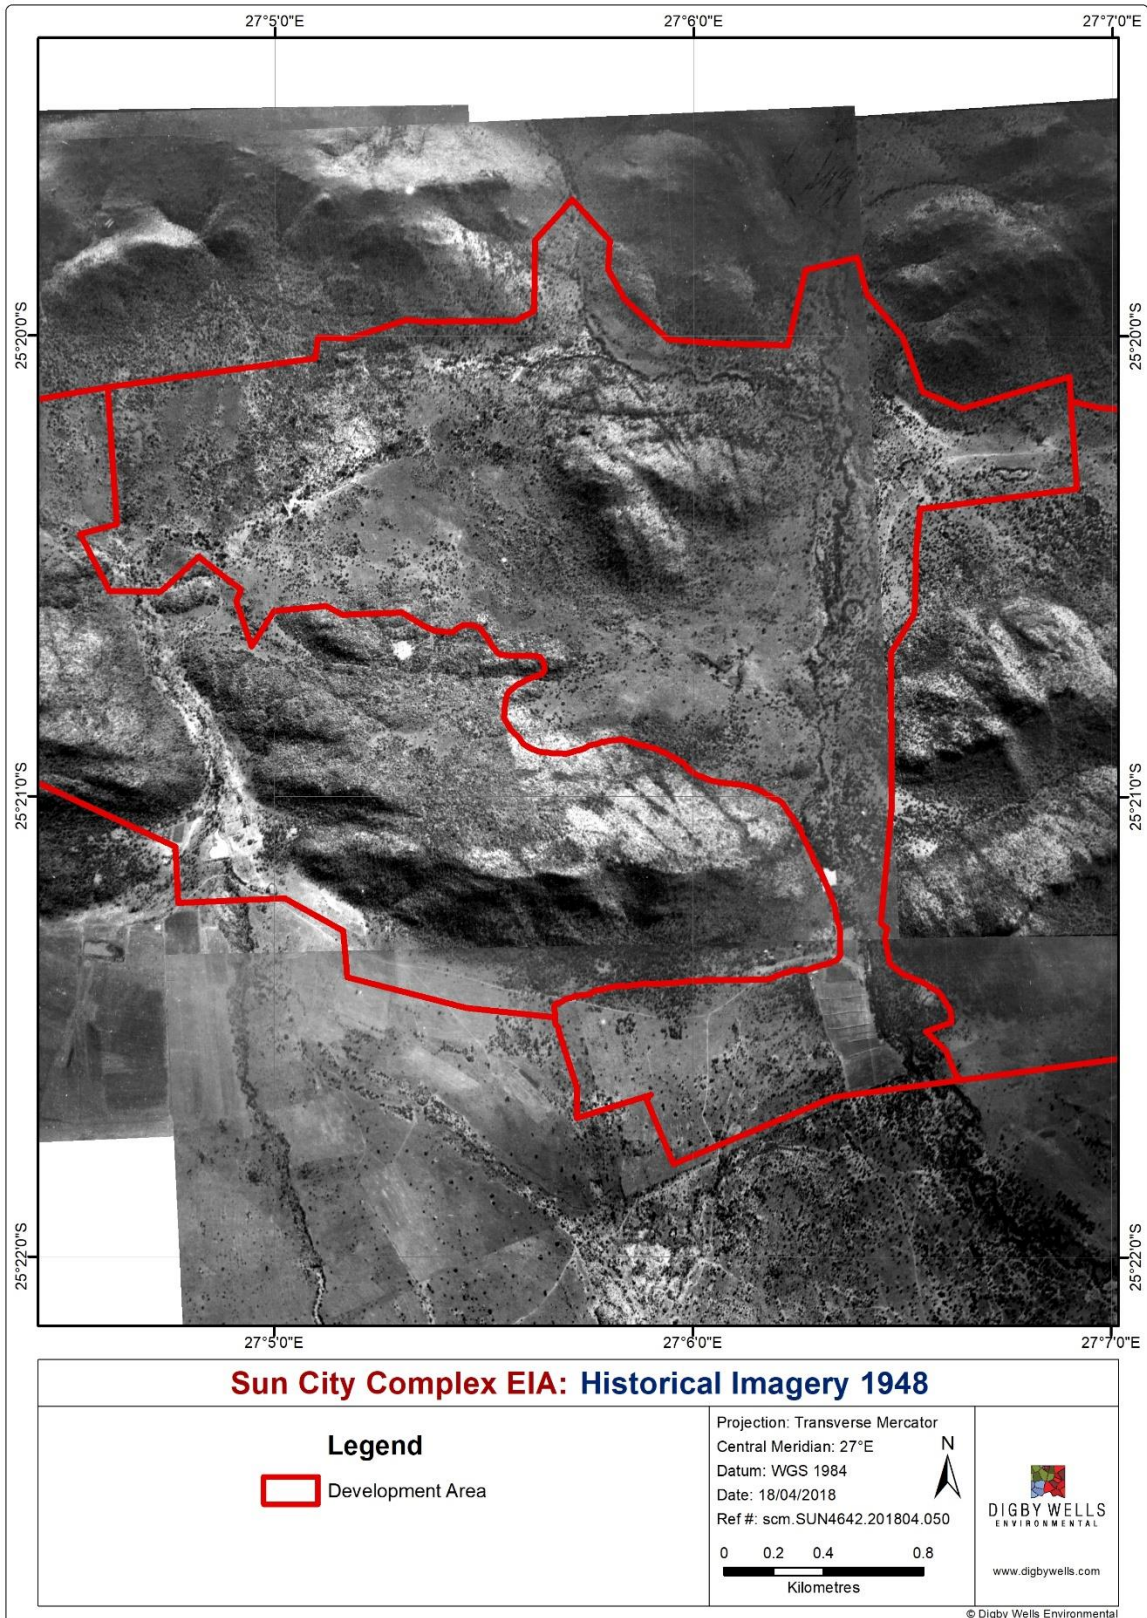 27°5'0"E
27°6'0"E
27°7'0"E
25°20'0"S
25°20'0"S
25°21'0"S
25°21'0"S
25°22'0"S
25°22'0"S
27°5'0"E
27°6'0"E
27°7'0"E
Sun City Complex EIA: Historical Imagery 1948
Legend
Development Area
Projection: Transverse Mercator
Central Meridian: 27°E
Datum: WGS 1984
Date: 18/04/2018
Ref #: scm.SUN4642.201804.050
N
0 0.2 0.4 0.8
Kilometres
DIGBY WELLS
ENVIRONMENTAL
www.digbywells.com
© Digby Wells Environmental